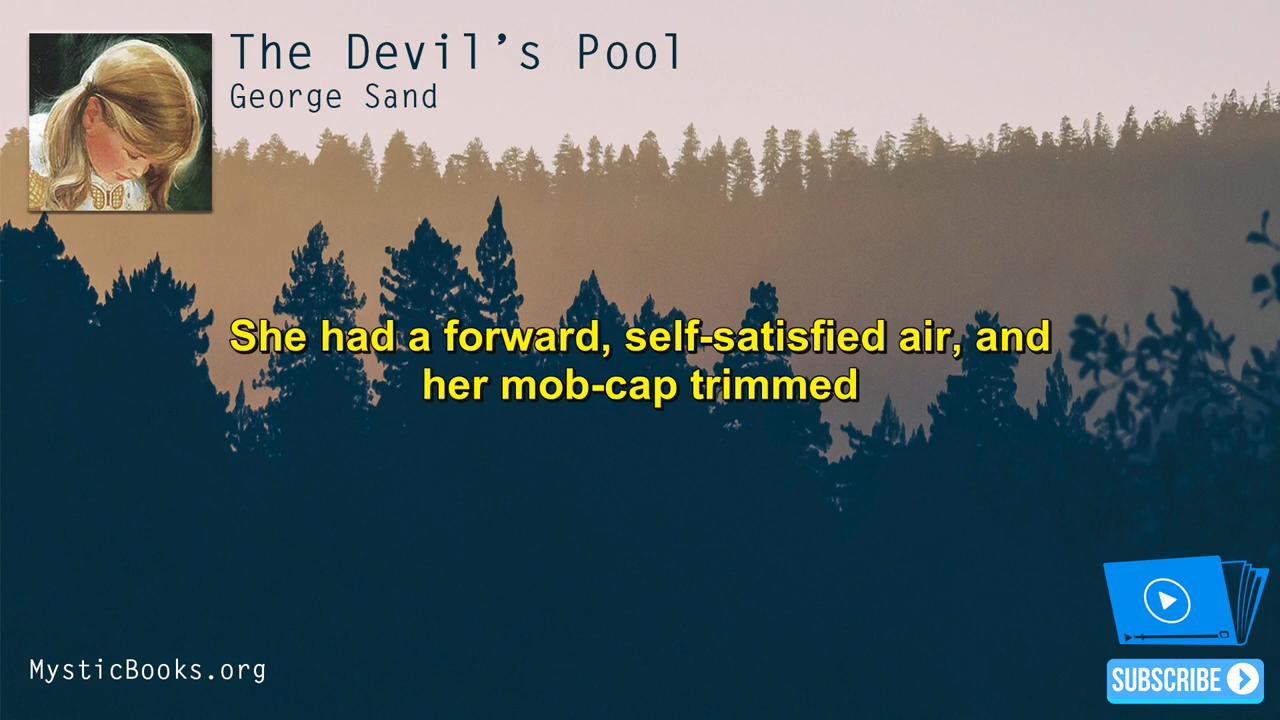 The Devil’s Pool
George Sand
She had a forward, self-satisfied air, and
her mob-cap trimmed
MysticBooks.org
SUBSCRIBE